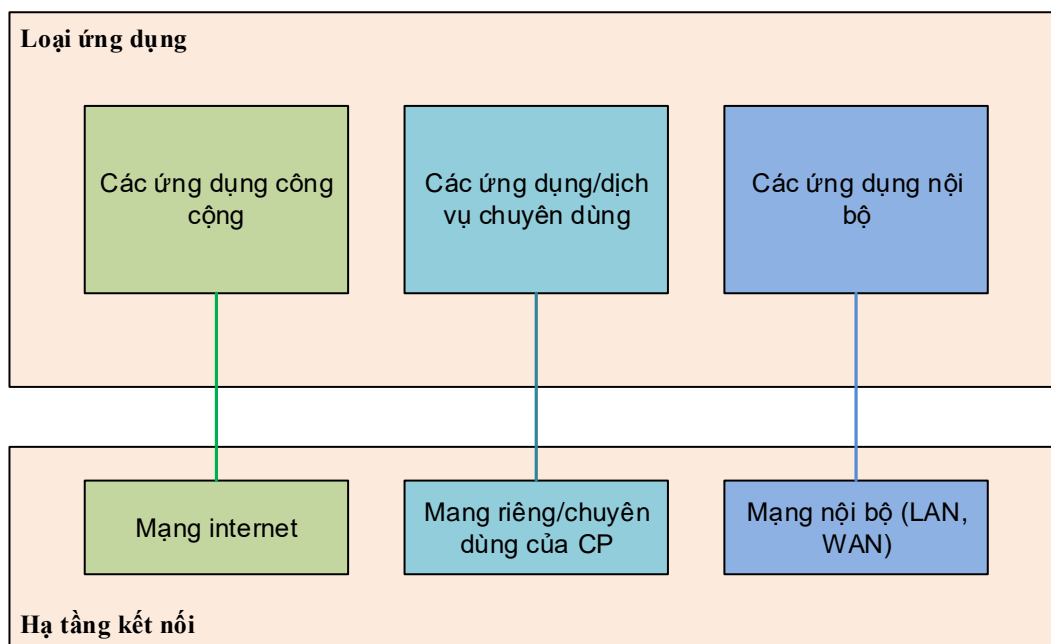 Loại ứng dụng
Các ứng dụng công
cộng
Các ứng dụng/dịch
vụ chuyên dùng
Các ứng dụng nội
bộ
Mạng internet
Mang riêng/chuyên
dùng của CP
Mạng nội bộ (LAN,
WAN)
Hạ tầng kết nối